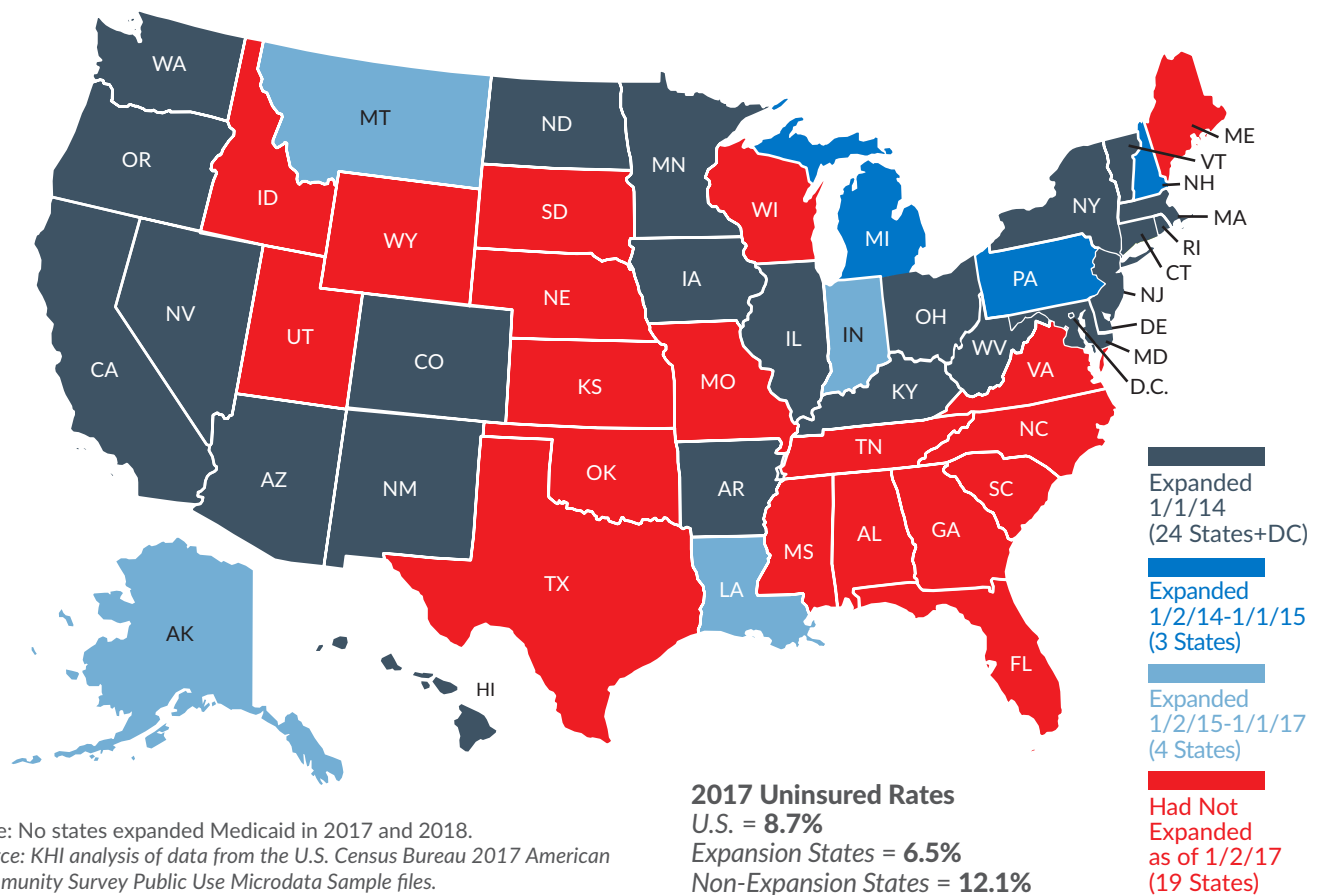 WA
MT
ND
MN
OR
ID
SD
WI
WY
MI
NY
ME
VT
NH
MA
RI
CT
NJ
DE
MD
D.C.
PA
IA
NE
NV
UT
CO
IL
IN
OH
WV
VA
CA
KS
MO
KY
NC
TN
AZ
NM
OK
AR
SC
MS
AL
GA
TX
LA
AK
HI
FL
Expanded
1/1/14
(24 States+DC)
Expanded
1/2/14-1/1/15
(3 States)
Expanded
1/2/15-1/1/17
(4 States)
Had Not
Expanded
as of 1/2/17
(19 States)
2017 Uninsured Rates
U.S. = 8.7%
Expansion States = 6.5%
Non-Expansion States = 12.1%
e: No states expanded Medicaid in 2017 and 2018.
rce: KHI analysis of data from the U.S. Census Bureau 2017 American
munity Survey Public Use Microdata Sample files.